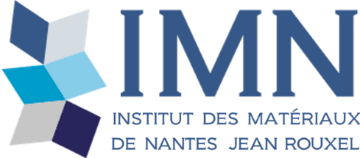 IMN
INSTITUT DES MATÉRIAUX
DE NANTES JEAN ROUXEL